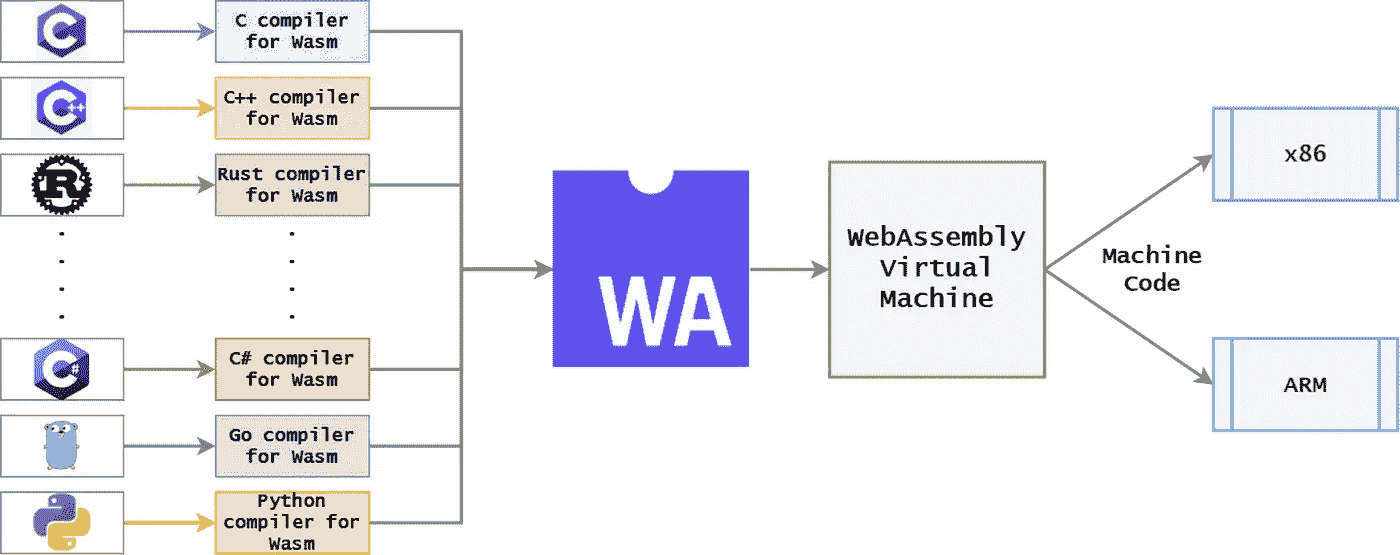 C
C compiler
for Wasm
C++
C++ compiler
for Wasm
R
Rust compiler
for Wasm
C#
C# compiler
for Wasm
Go compiler
for Wasm
Python
compiler for
Wasm
WA
WebAssembly
Virtual
Machine
Machine
Code
x86
ARM